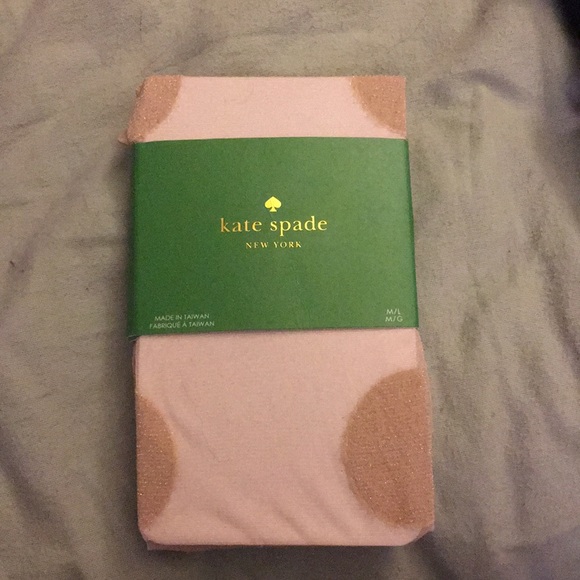 kate spade
NEW YORK
MADE IN TAIWAN
FABRIQUÉ À TAIWAN
M/L
M/G